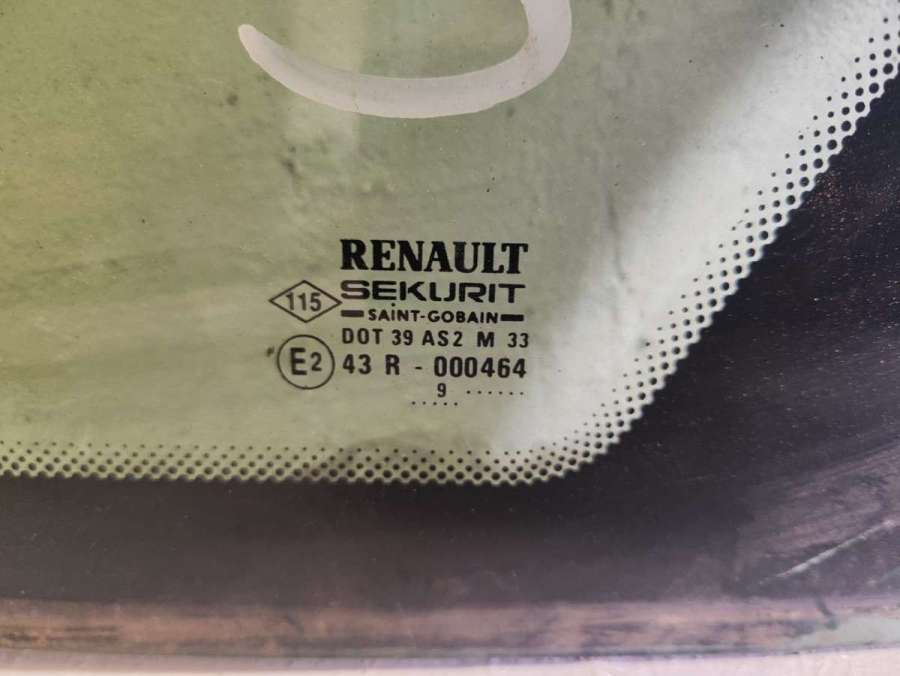 RENAULT
115 SEKURIT
SAINT-GOBAIN
DOT 39 AS2 M 33
E2 43 R - 000464
9 ......
.....